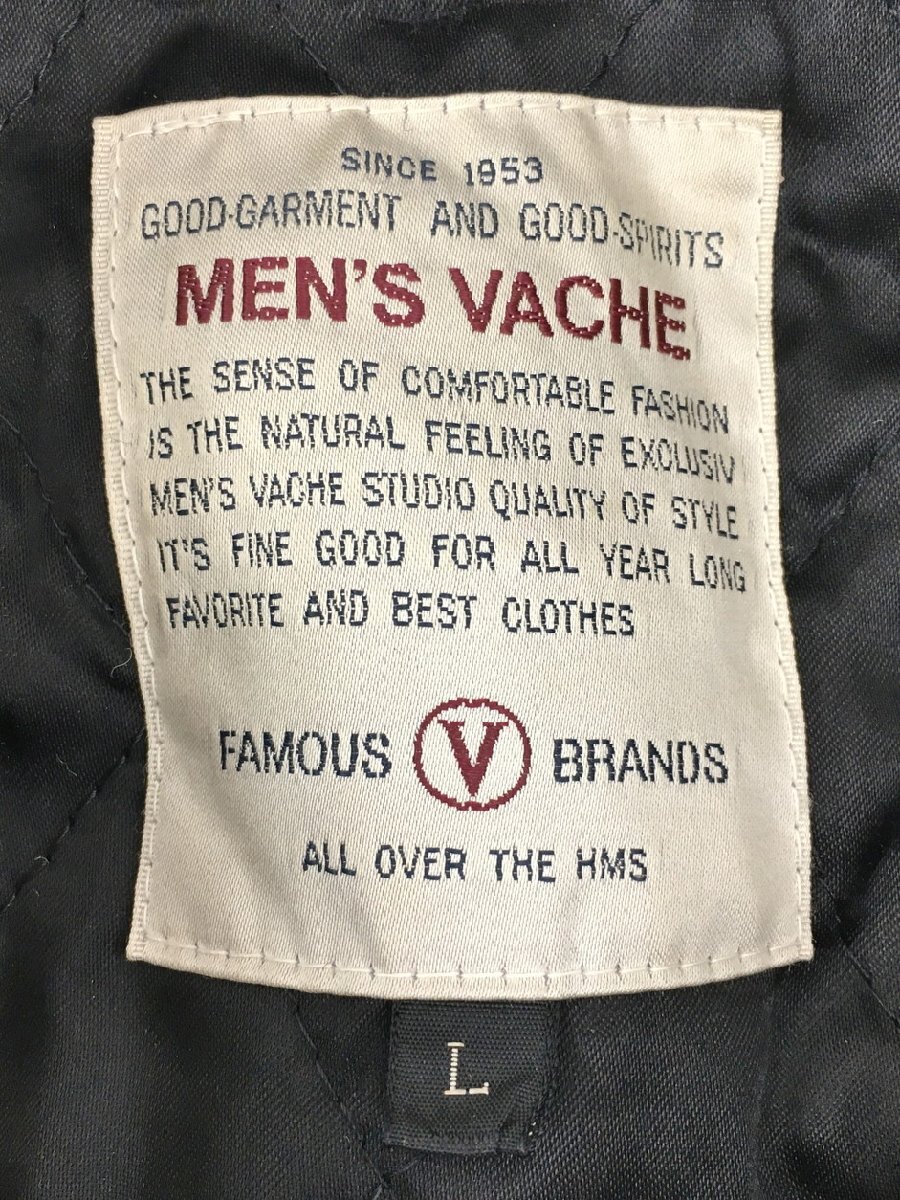 SINCE 1953
GOOD-GARMENT AND GOOD-SPIRITS
MEN'S VACHE
THE SENSE OF COMFORTABLE FASHION
IS THE NATURAL FEELING OF EXCLUSIV
MEN'S VACHE STUDIO QUALITY OF STYLE
IT'S FINE GOOD FOR ALL YEAR LONG
FAVORITE AND BEST CLOTHES
FAMOUS V BRANDS
ALL OVER THE HMS
L